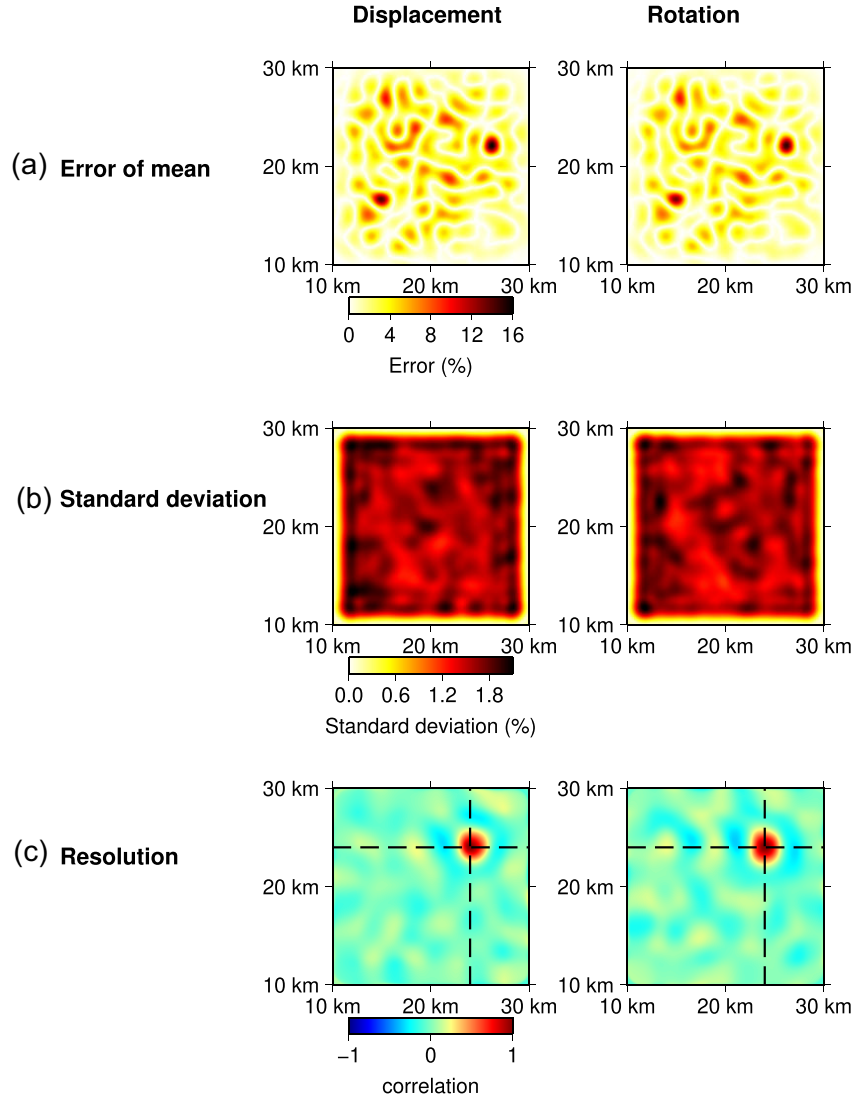 Displacement Rotation
(a) Error of mean
30 km 30 km
20 km 20 km
10 km 10 km
10 km 20 km 30 km 10 km 20 km 30 km
0 4 8 12 16
Error (%)
(b) Standard deviation
30 km 30 km
20 km 20 km
10 km 10 km
10 km 20 km 30 km 10 km 20 km 30 km
0.0 0.6 1.2 1.8
Standard deviation (%)
(c) Resolution
30 km 30 km
20 km 20 km
10 km 10 km
10 km 20 km 30 km 10 km 20 km 30 km
−1 0 1
correlation